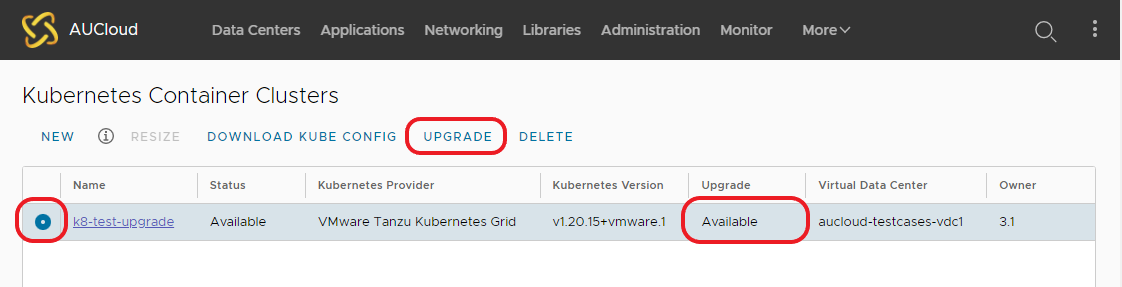 AUCloud Data Centers Applications Networking Libraries Administration Monitor More
Kubernetes Container Clusters
NEW RESIZE DOWNLOAD KUBE CONFIG UPGRADE DELETE
Name Status Kubernetes Provider Kubernetes Version Upgrade Virtual Data Center Owner
k8-test-upgrade Available VMware Tanzu Kubernetes Grid v1.20.15+vmware.1 Available aucloud-testcases-vdc1 3.1